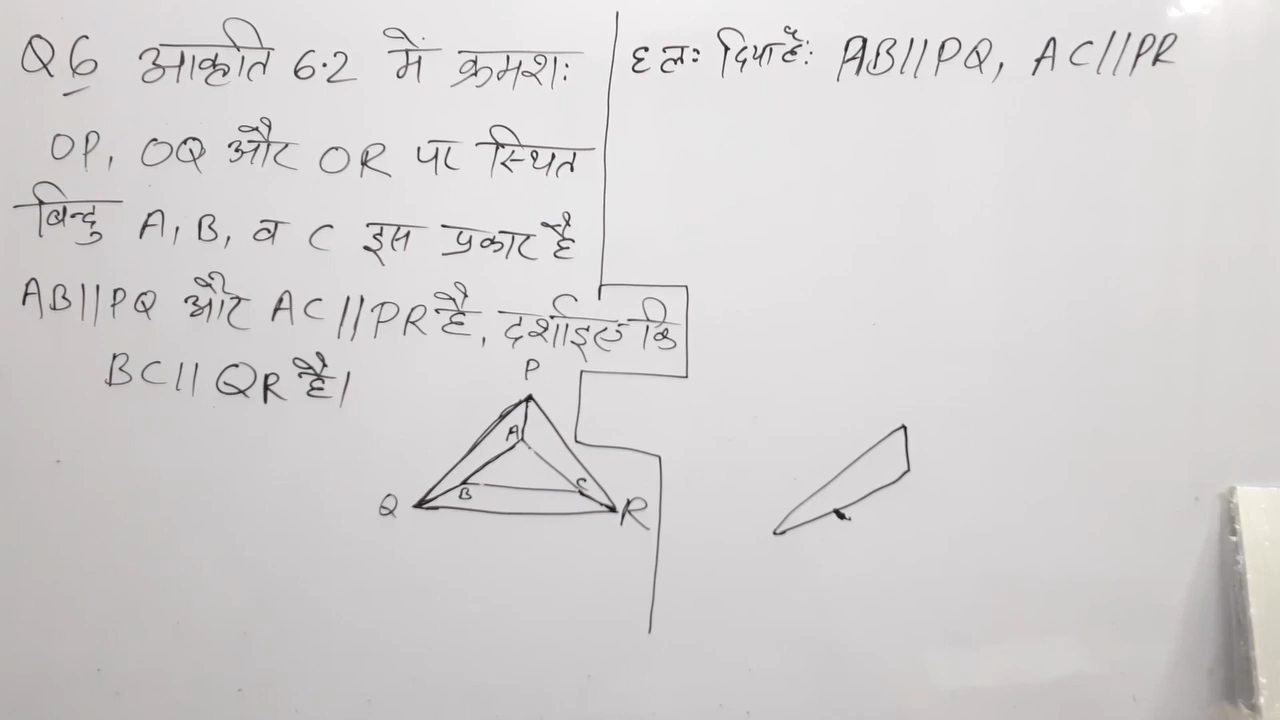 Q6 आकृति 6.2 में क्रमशः
OP, OQ और OR पर स्थित
बिन्दु A, B, व C इस प्रकार है
AB||PQ और AC||PR है, दर्शाइए कि
BC|| QR है।
P
A
B
C
Q
R
हलः दिया हैः AB||PQ, AC||PR